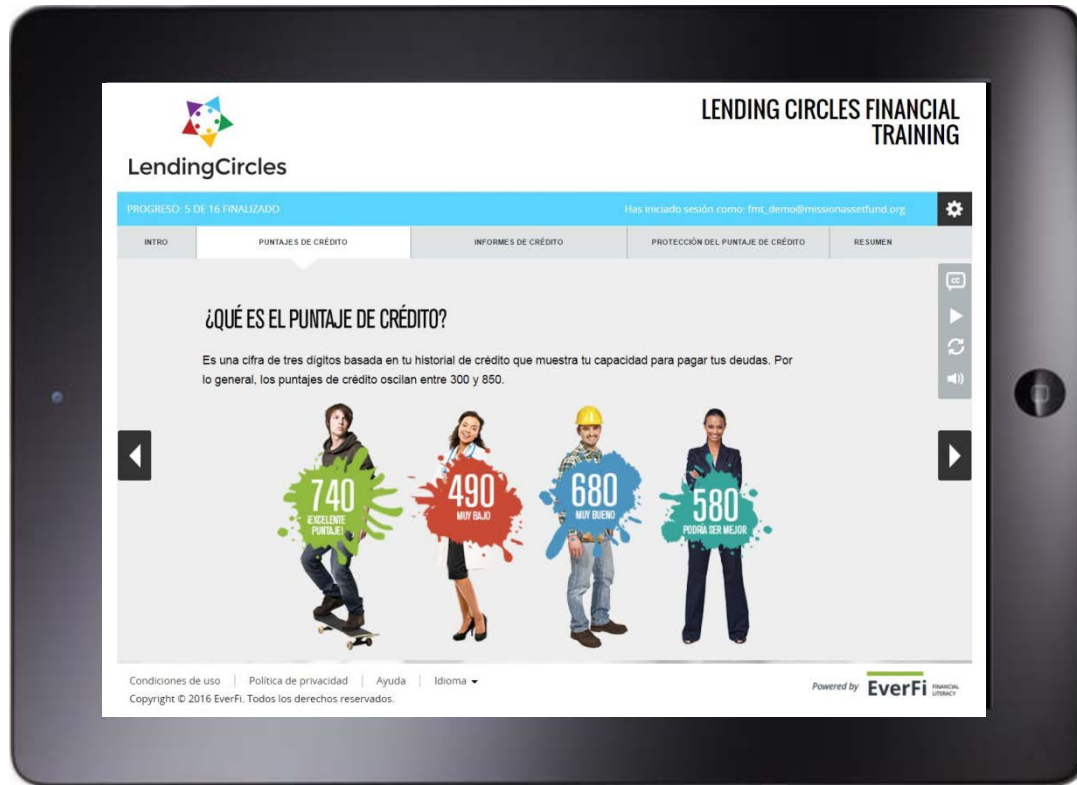 LendingCircles
LENDING CIRCLES FINANCIAL
TRAINING
PROGRESO: 5 DE 16 FINALIZADO
Has iniciado sesión como: fmt_demo@missionassetfund.org
INTRO
PUNTAJES DE CRÉDITO
INFORMES DE CRÉDITO
PROTECCIÓN DEL PUNTAJE DE CRÉDITO
RESUMEN
CC
¿QUÉ ES EL PUNTAJE DE CRÉDITO?
Es una cifra de tres dígitos basada en tu historial de crédito que muestra tu capacidad para pagar tus deudas. Por
lo general, los puntajes de crédito oscilan entre 300 y 850.
740
¡EXCELENTE
PUNTAJE!
490
MUY BAJO
680
MUY BUENO
580
PODRÍA SER MEJOR
Condiciones de uso | Política de privacidad | Ayuda | Idioma
Copyright © 2016 EverFi. Todos los derechos reservados.
Powered by EverFi FINANCIAL
LITERACY